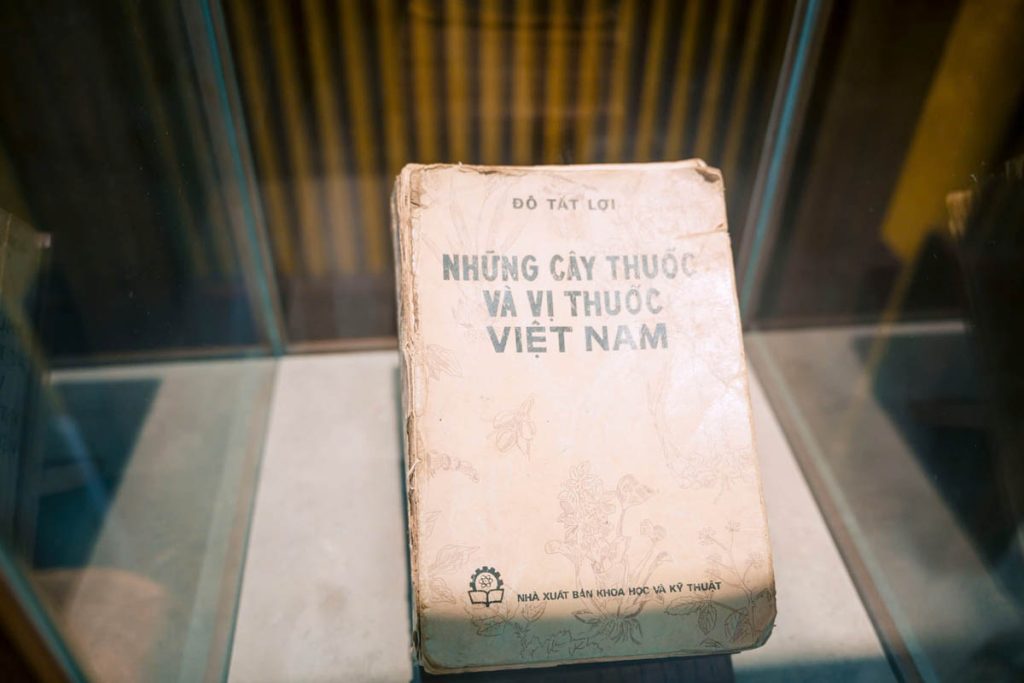 ĐỖ TẤT LỢI
NHỮNG CÂY THUỐC
VÀ VỊ THUỐC
VIỆT NAM
NHÀ XUẤT BẢN KHOA HỌC VÀ KỸ THUẬT